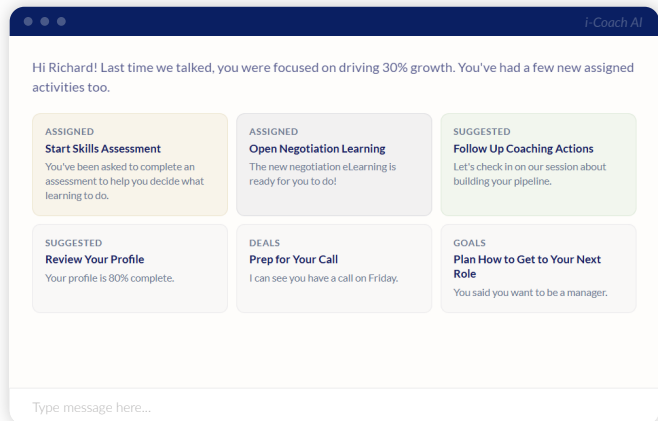 i-Coach AI
Hi Richard! Last time we talked, you were focused on driving 30% growth. You've had a few new assigned
activities too.
ASSIGNED
Start Skills Assessment
You've been asked to complete an
assessment to help you decide what
learning to do.
ASSIGNED
Open Negotiation Learning
The new negotiation eLearning is
ready for you to do!
SUGGESTED
Follow Up Coaching Actions
Let's check in on our session about
building your pipeline.
SUGGESTED
Review Your Profile
Your profile is 80% complete.
DEALS
Prep for Your Call
I can see you have a call on Friday.
GOALS
Plan How to Get to Your Next
Role
You said you want to be a manager.
Type message here...